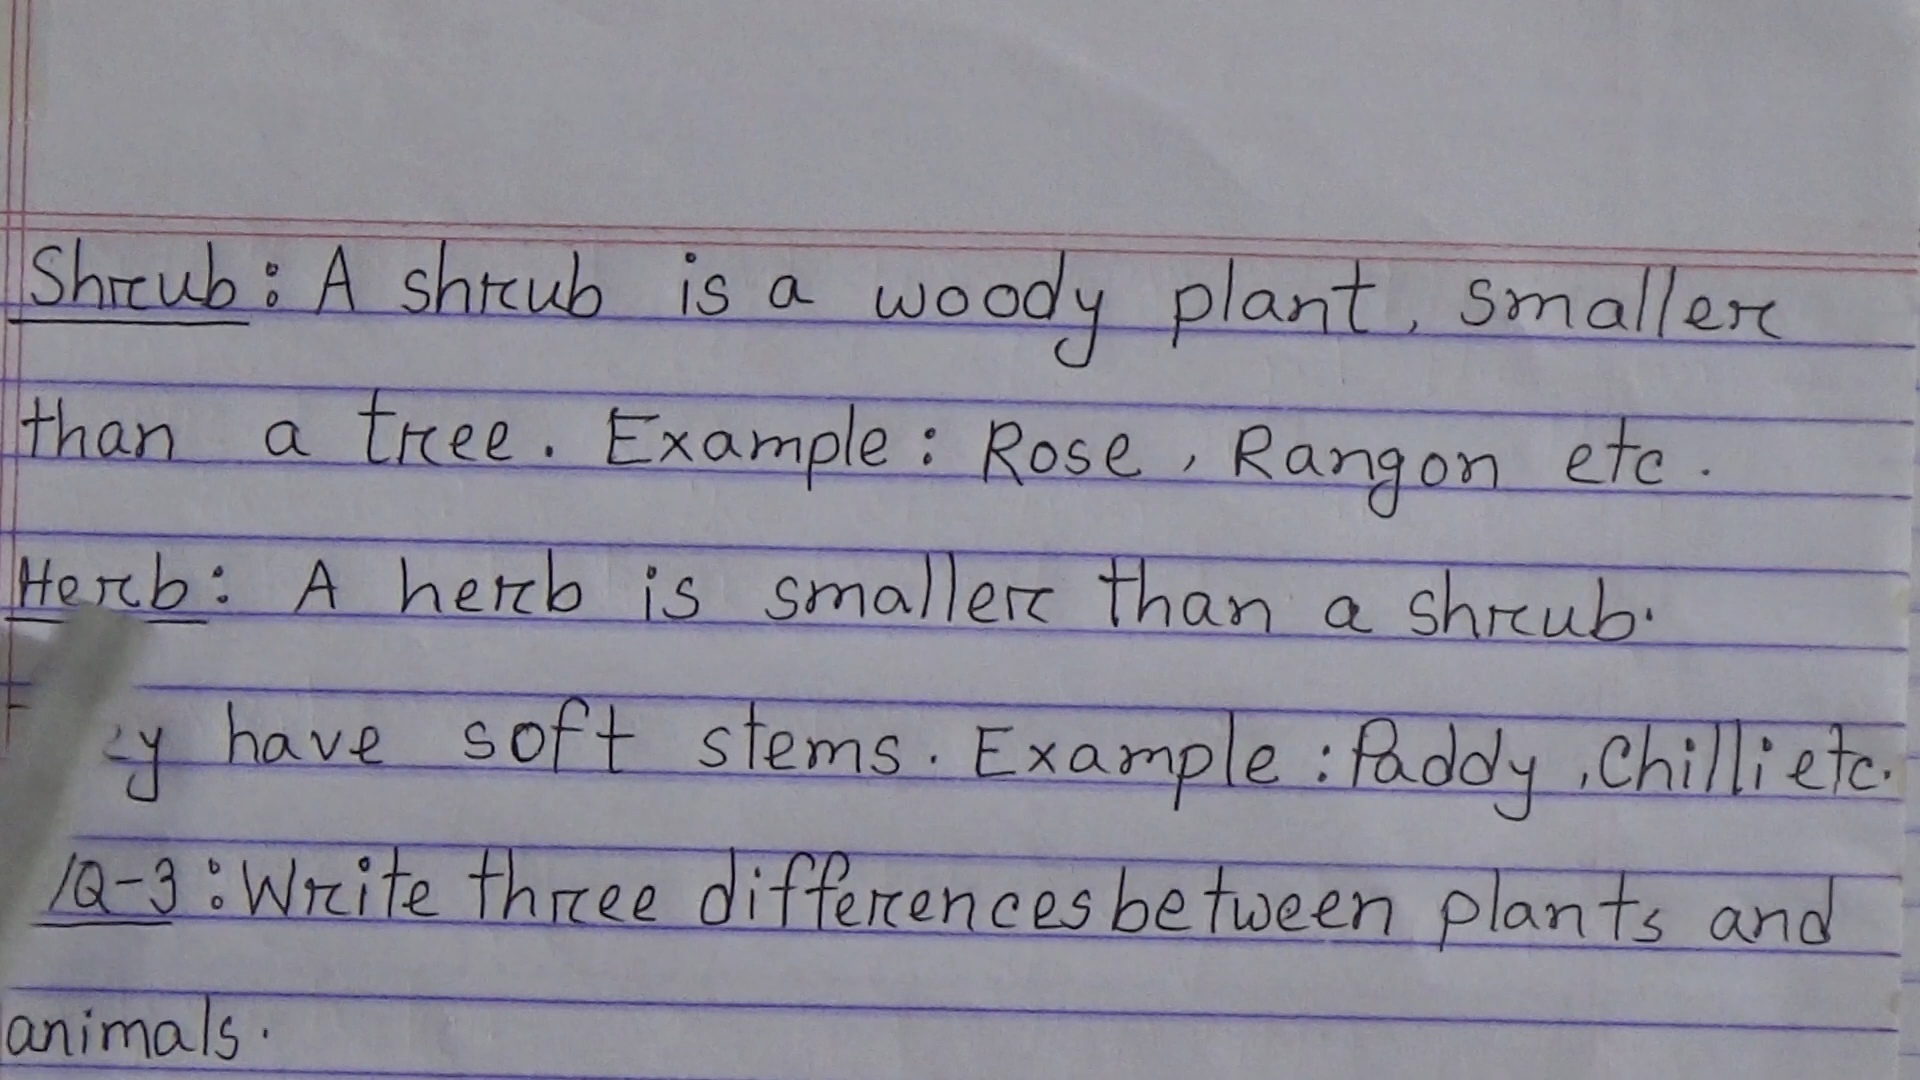 Shrub: A shrub is a woody plant, smaller
than a tree. Example: Rose, Rangon etc.
Herb: A herb is smaller than a shrub.
have soft stems. Example: Paddy, Chilli etc.
/Q-3: Write three differences between plants and
animals.